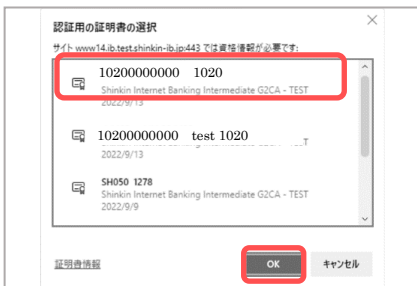 認証用の証明書の選択
サイト www14.ib.test.shinkin-ib.jp:443 では資格情報が必要です:
10200000000 1020
Shinkin Internet Banking Intermediate G2CA - TEST
2022/9/13
10200000000 test 1020
2022/9/13
SH050 1278
Shinkin Internet Banking Intermediate G2CA - TEST
2022/9/9
証明書情報
OK
キャンセル